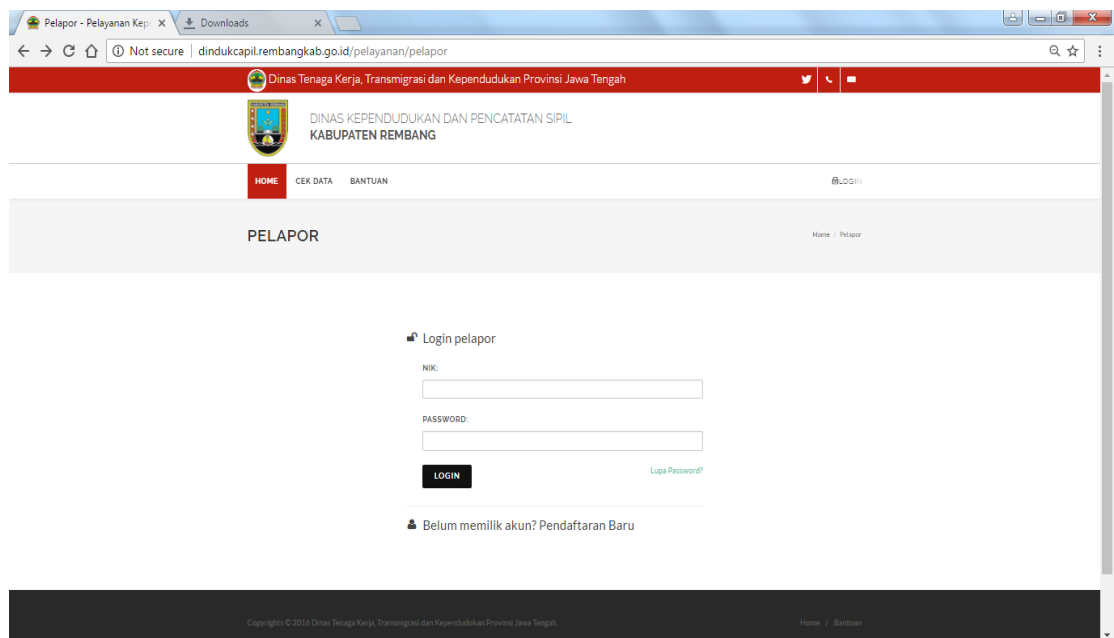 Pelapor - Pelayanan Kep
Downloads
Not secure | dindukcapil.rembangkab.go.id/pelayanan/pelapor
Dinas Tenaga Kerja, Transmigrasi dan Kependudukan Provinsi Jawa Tengah
DINAS KEPENDUDUKAN DAN PENCATATAN SIPIL
KABUPATEN REMBANG
HOME CEK DATA BANTUAN LOGIN
PELAPOR
Home / Pelapor
Login pelapor
NIK:
PASSWORD:
LOGIN
Lupa Password?
Belum memilik akun? Pendaftaran Baru
Copyrights © 2016 Dinas Tenaga Kerja, Transmigrasi dan Kependudukan Provinsi Jawa Tengah.
Home / Bantuan